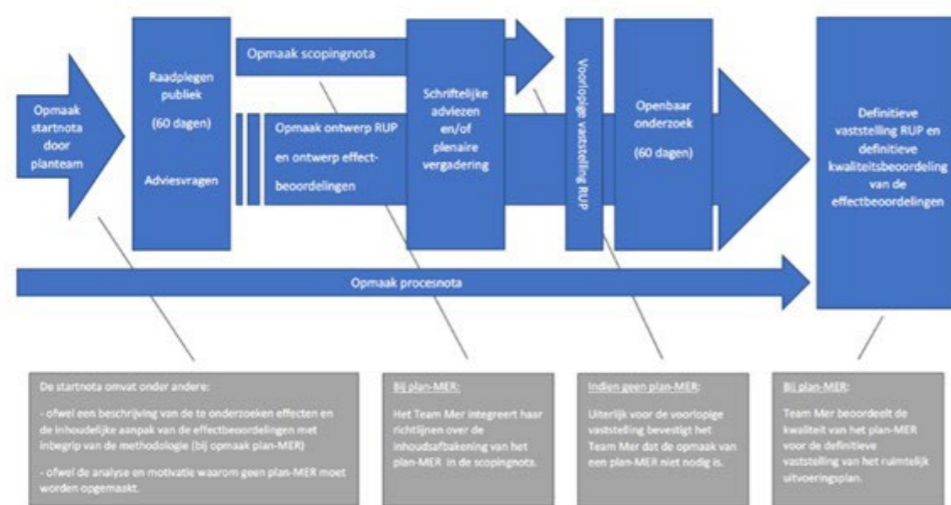 Opmaak
startnota
door
planteam
Raadplegen
publiek
(60 dagen)
Adviesvragen
Opmaak scopingnota
Opmaak ontwerp RUP
en ontwerp effect-
beoordelingen
Schriftelijke
adviezen
en/of
plenaire
vergadering
Voorlopige vaststelling RUP
Openbaar
onderzoek
(60 dagen)
Definitieve
vaststelling RUP en
definitieve
kwaliteitsbeoordeling
van de
effectbeoordelingen
Opmaak procesnota
De startnota omvat onder andere:
- ofwel een beschrijving van de te onderzoeken effecten en
de inhoudelijke aanpak van de effectbeoordelingen met
inbegrip van de methodologie (bij opmaak plan-MER)
- ofwel de analyse en motivatie waarom geen plan-MER moet
worden opgemaakt.
Bij plan-MER:
Het Team Mer integreert haar
richtlijnen over de
inhoudsafbakening van het
plan-MER in de scopingnota.
Indien geen plan-MER:
Uiterlijk voor de voorlopige
vaststelling bevestigt het
Team Mer dat de opmaak van
een plan-MER niet nodig is.
Bij plan-MER:
Team Mer beoordeelt de
kwaliteit van het plan-MER
voor de definitieve
vaststelling van het ruimtelijk
uitvoeringsplan.